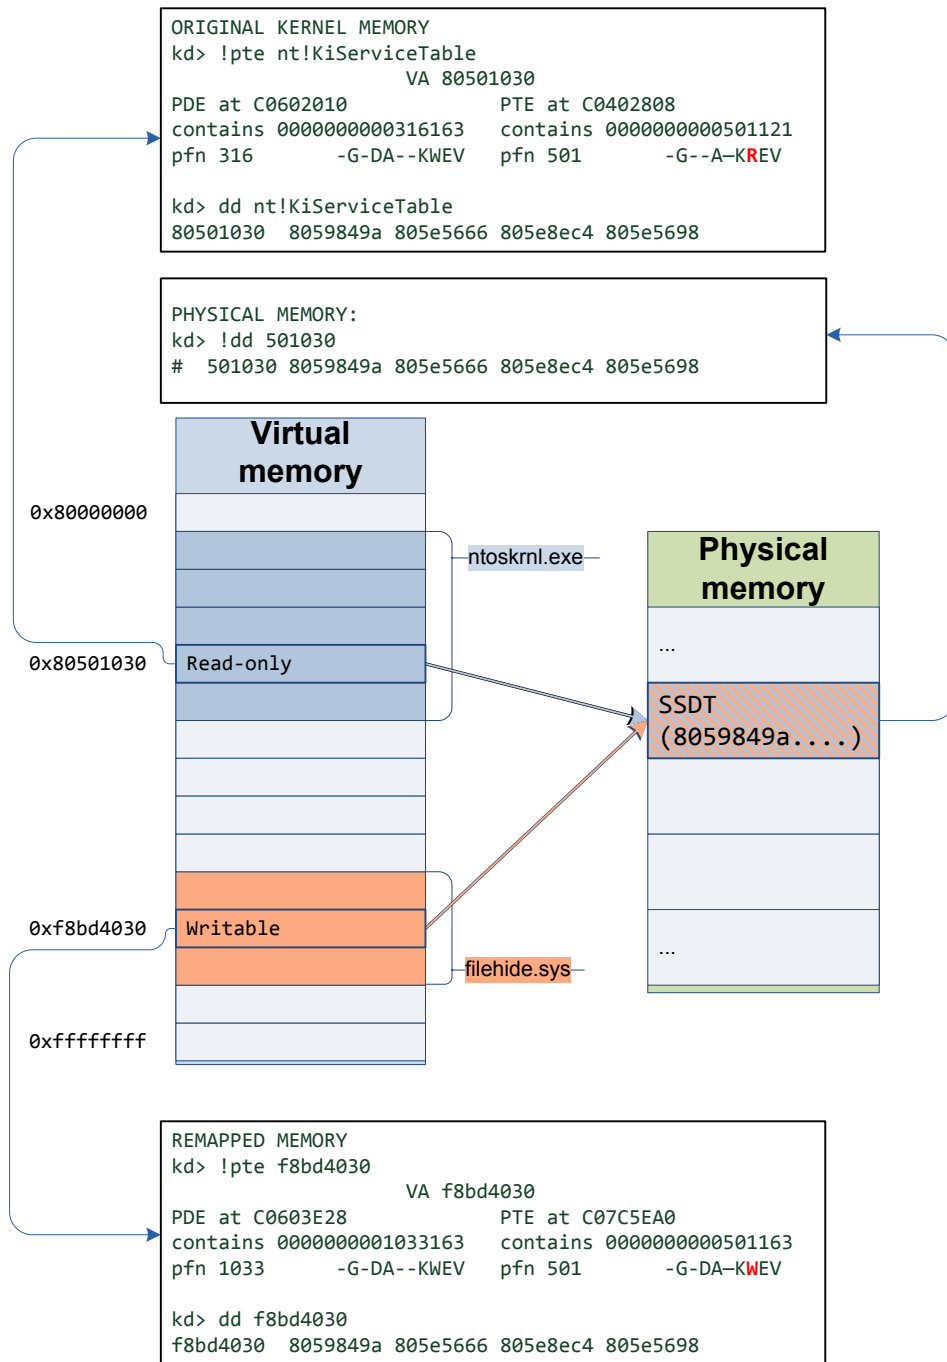 ORIGINAL KERNEL MEMORY
kd> !pte nt!KiServiceTable
VA 80501030
PDE at C0602010 PTE at C0402808
contains 0000000000316163 contains 0000000000501121
pfn 316 -G-DA--KWEV pfn 501 -G--A—KREV
kd> dd nt!KiServiceTable
80501030 8059849a 805e5666 805e8ec4 805e5698
PHYSICAL MEMORY:
kd> !dd 501030
# 501030 8059849a 805e5666 805e8ec4 805e5698
Virtual
memory
0x80000000
ntoskrnl.exe
Physical
memory
...
0x80501030
Read-only
SSDT
(8059849a....)
0xf8bd4030
Writable
...
filehide.sys
0xffffffff
REMAPPED MEMORY
kd> !pte f8bd4030
VA f8bd4030
PDE at C0603E28 PTE at C07C5EA0
contains 0000000001033163 contains 0000000000501163
pfn 1033 -G-DA--KWEV pfn 501 -G-DA—KWEV
kd> dd f8bd4030
f8bd4030 8059849a 805e5666 805e8ec4 805e5698